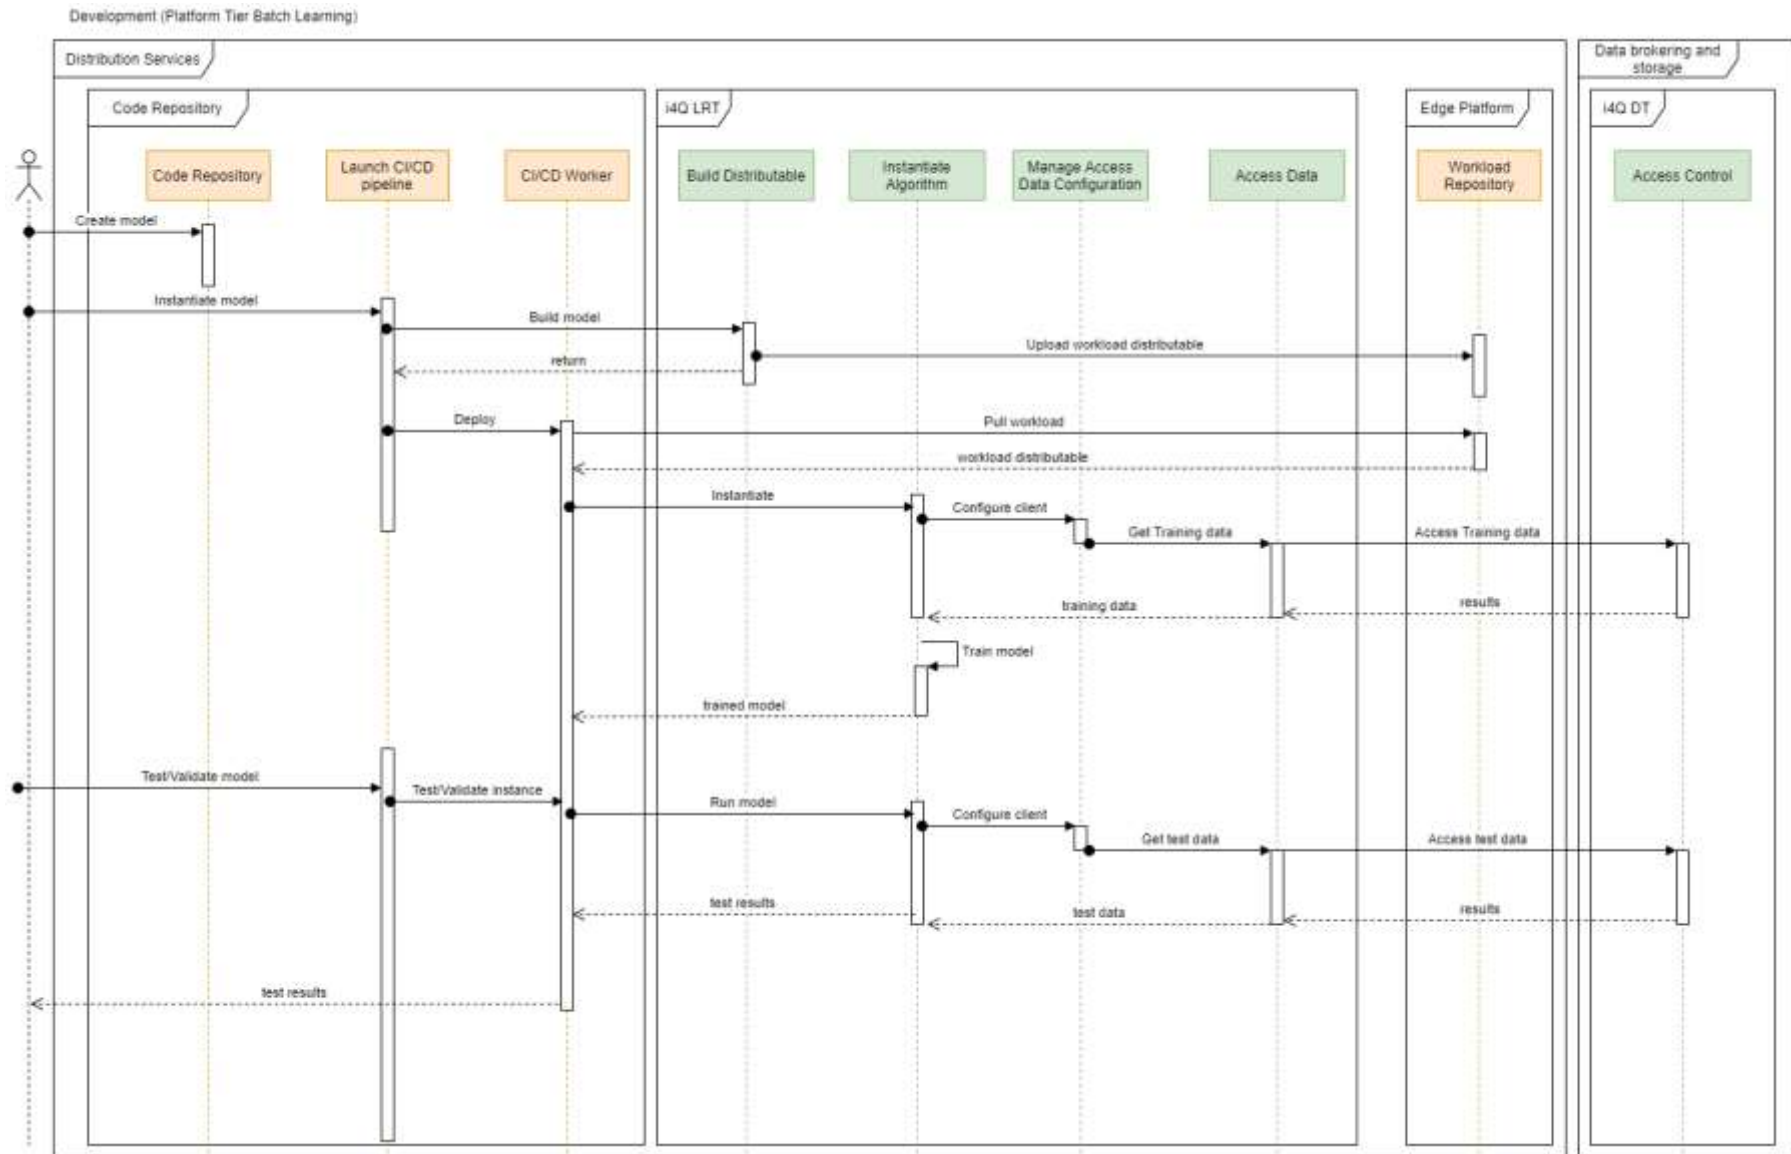 Development (Platform Tier Batch Learning)
Distribution Services
Data brokering and
storage
Code Repository
i4Q LRT
Edge Platform
i4Q DT
Code Repository
Launch CI/CD
pipeline
CI/CD Worker
Build Distributable
Instantiate
Algorithm
Manage Access
Data Configuration
Access Data
Workload
Repository
Access Control
Create model
Instantiate model
Build model
Upload workload distributable
return
Deploy
Pull workload
workload distributable
Instantiate
Configure client
Get Training data
Access Training data
training data
results
Train model
trained model
Test/Validate model
Test/Validate instance
Run model
Configure client
Get test data
Access test data
test results
test data
results
test results